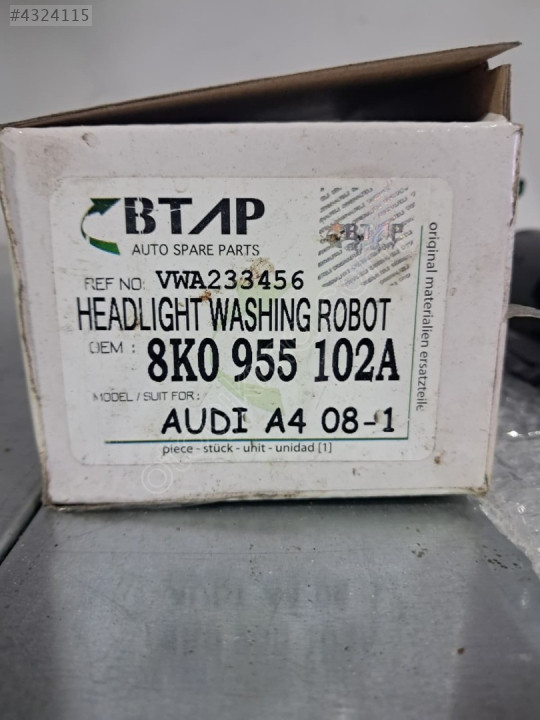 #4324115
BTAP
AUTO SPARE PARTS
BTAP
original materialien ersatzteile
REF NO: VWA233456
HEADLIGHT WASHING ROBOT
OEM : 8K0 955 102A
MODEL / SUIT FOR :
AUDI A4 08-1
piece - stück - unit - unidad [1]